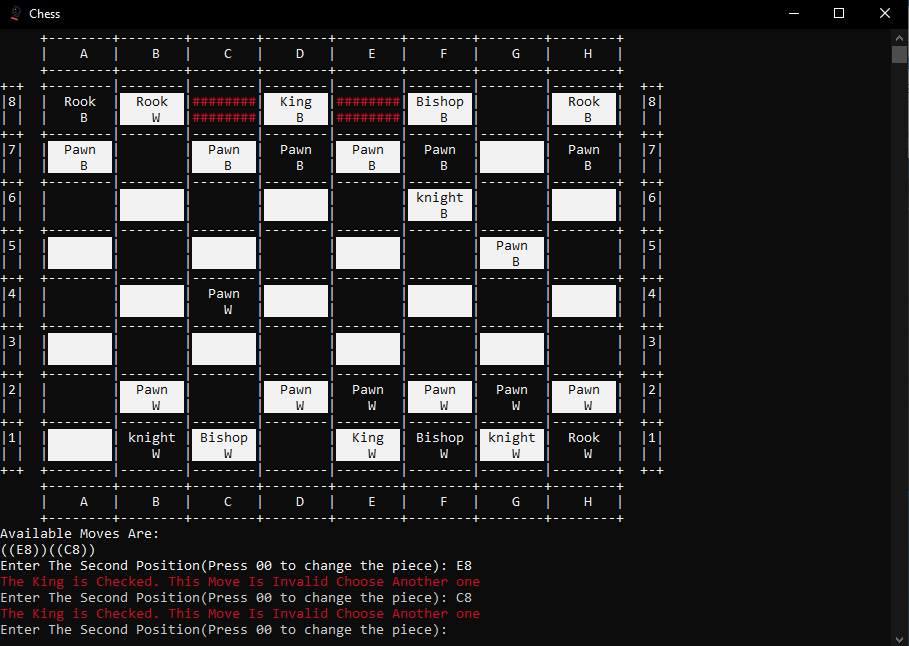 Chess
A B C D E F G H
|8| Rook Rook ######## King ######## Bishop Rook |8|
B W ######## B ######## B B
|7| Pawn Pawn Pawn Pawn Pawn Pawn |7|
B B B B B B
|6| knight |6|
B
|5| Pawn |5|
B
|4| Pawn |4|
W
|3| |3|
|2| Pawn Pawn Pawn Pawn Pawn Pawn |2|
W W W W W W
|1| knight Bishop King Bishop knight Rook |1|
W W W W W W
A B C D E F G H
Available Moves Are:
((E8))((C8))
Enter The Second Position(Press 00 to change the piece): E8
The King is Checked. This Move Is Invalid Choose Another one
Enter The Second Position(Press 00 to change the piece): C8
The King is Checked. This Move Is Invalid Choose Another one
Enter The Second Position(Press 00 to change the piece):